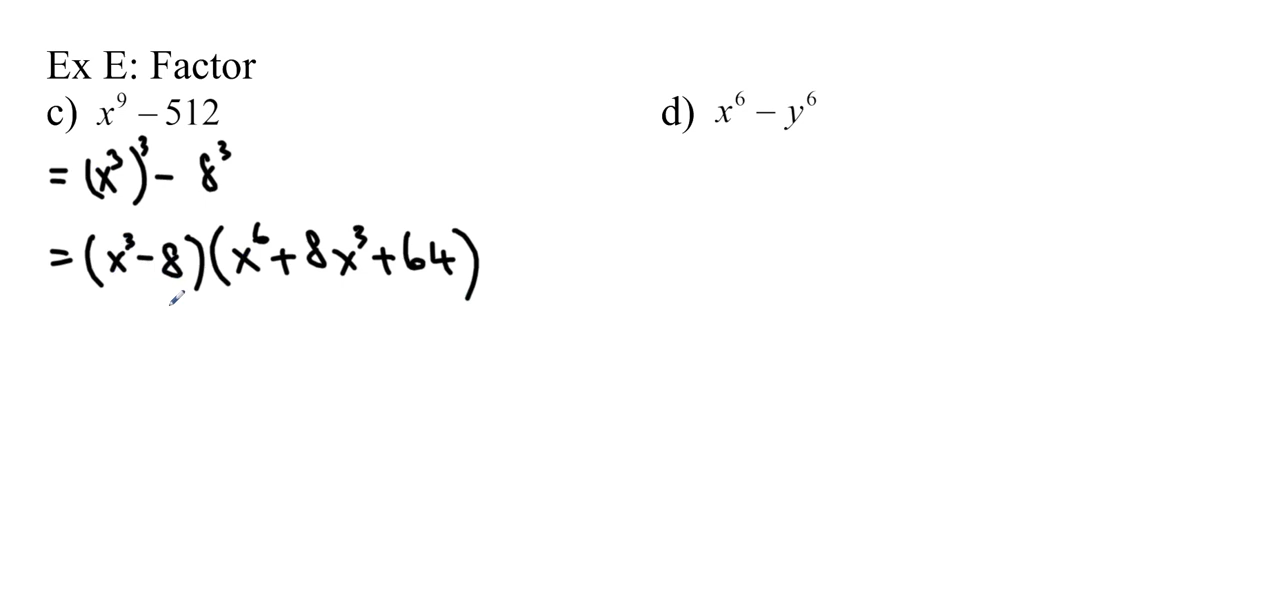 Ex E: Factor
c) x⁹ – 512
= (x³)³ - 8³
= (x³-8)(x⁶+8x³+64)
d) x⁶ – y⁶